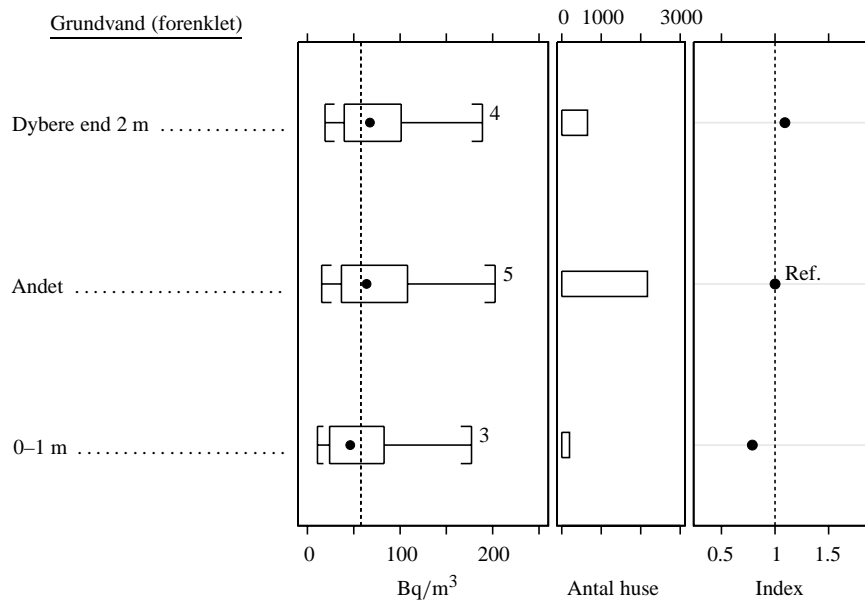 Grundvand (forenklet)
0 1000 3000
Dybere end 2 m ..............
4
Andet ......................
5
Ref.
0–1 m ......................
3
0 100 200
0.5 1 1.5
Bq/m³
Antal huse
Index